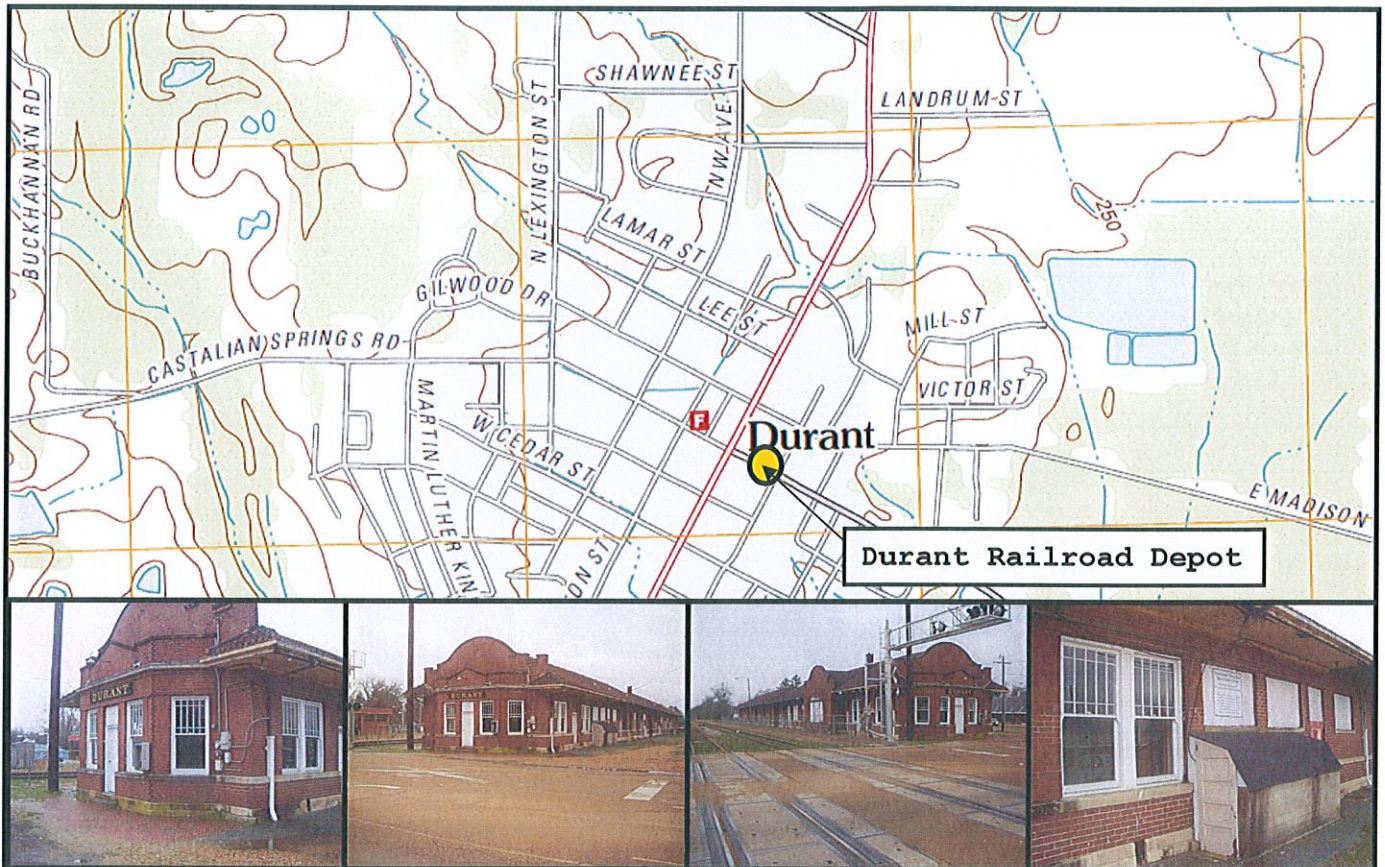 SHAWNEE ST
LANDRUM ST
BUCKHANNAN RD
N LEXINGTON ST
NW AVE
LAMAR ST
250
GILWOOD DR
LEE ST
MILL ST
CASTALIAN SPRINGS RD
VICTOR ST
MARTIN LUTHER KIN
W CEDAR ST
F
Durant
E MADISON
ON ST
Durant Railroad Depot
DURANT
DURANT
DURANT